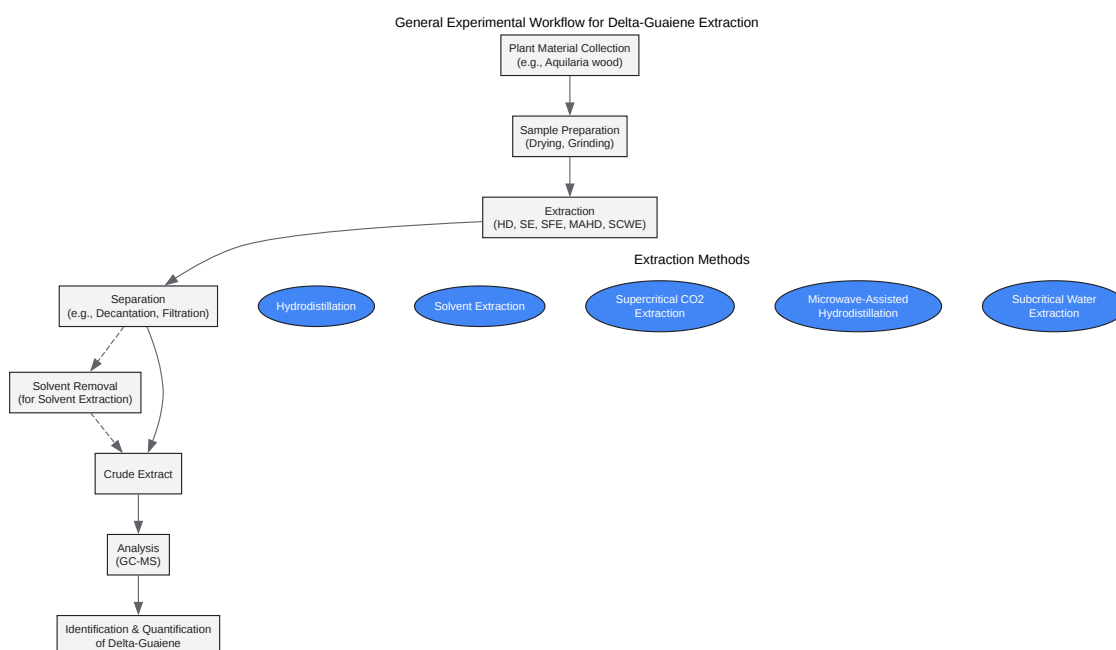 General Experimental Workflow for Delta-Guaiene Extraction
Plant Material Collection
(e.g., Aquilaria wood)
Sample Preparation
(Drying, Grinding)
Extraction
(HD, SE, SFE, MAHD, SCWE)
Extraction Methods
Separation
(e.g., Decantation, Filtration)
Hydrodistillation
Solvent Extraction
Supercritical CO2
Extraction
Microwave-Assisted
Hydrodistillation
Subcritical Water
Extraction
Solvent Removal
(for Solvent Extraction)
Crude Extract
Analysis
(GC-MS)
Identification & Quantification
of Delta-Guaiene